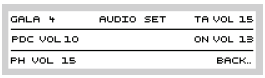 GALA 4 AUDIO SET TA VOL 15
PDC VOL 10 ON VOL 13
PH VOL 15 BACK..